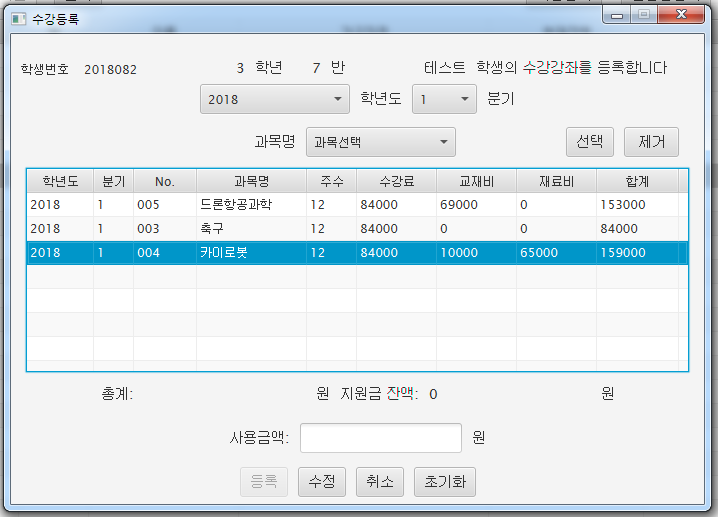 수강등록
학생번호 2018082 3 학년 7 반 테스트 학생의 수강강좌를 등록합니다
2018 학년도 1 분기
과목명 과목선택 선택 제거
학년도 분기 No. 과목명 주수 수강료 교재비 재료비 합계
2018 1 005 드론항공과학 12 84000 69000 0 153000
2018 1 003 축구 12 84000 0 0 84000
2018 1 004 카이로봇 12 84000 10000 65000 159000
총계: 원 지원금 잔액: 0 원
사용금액: 원
등록 수정 취소 초기화